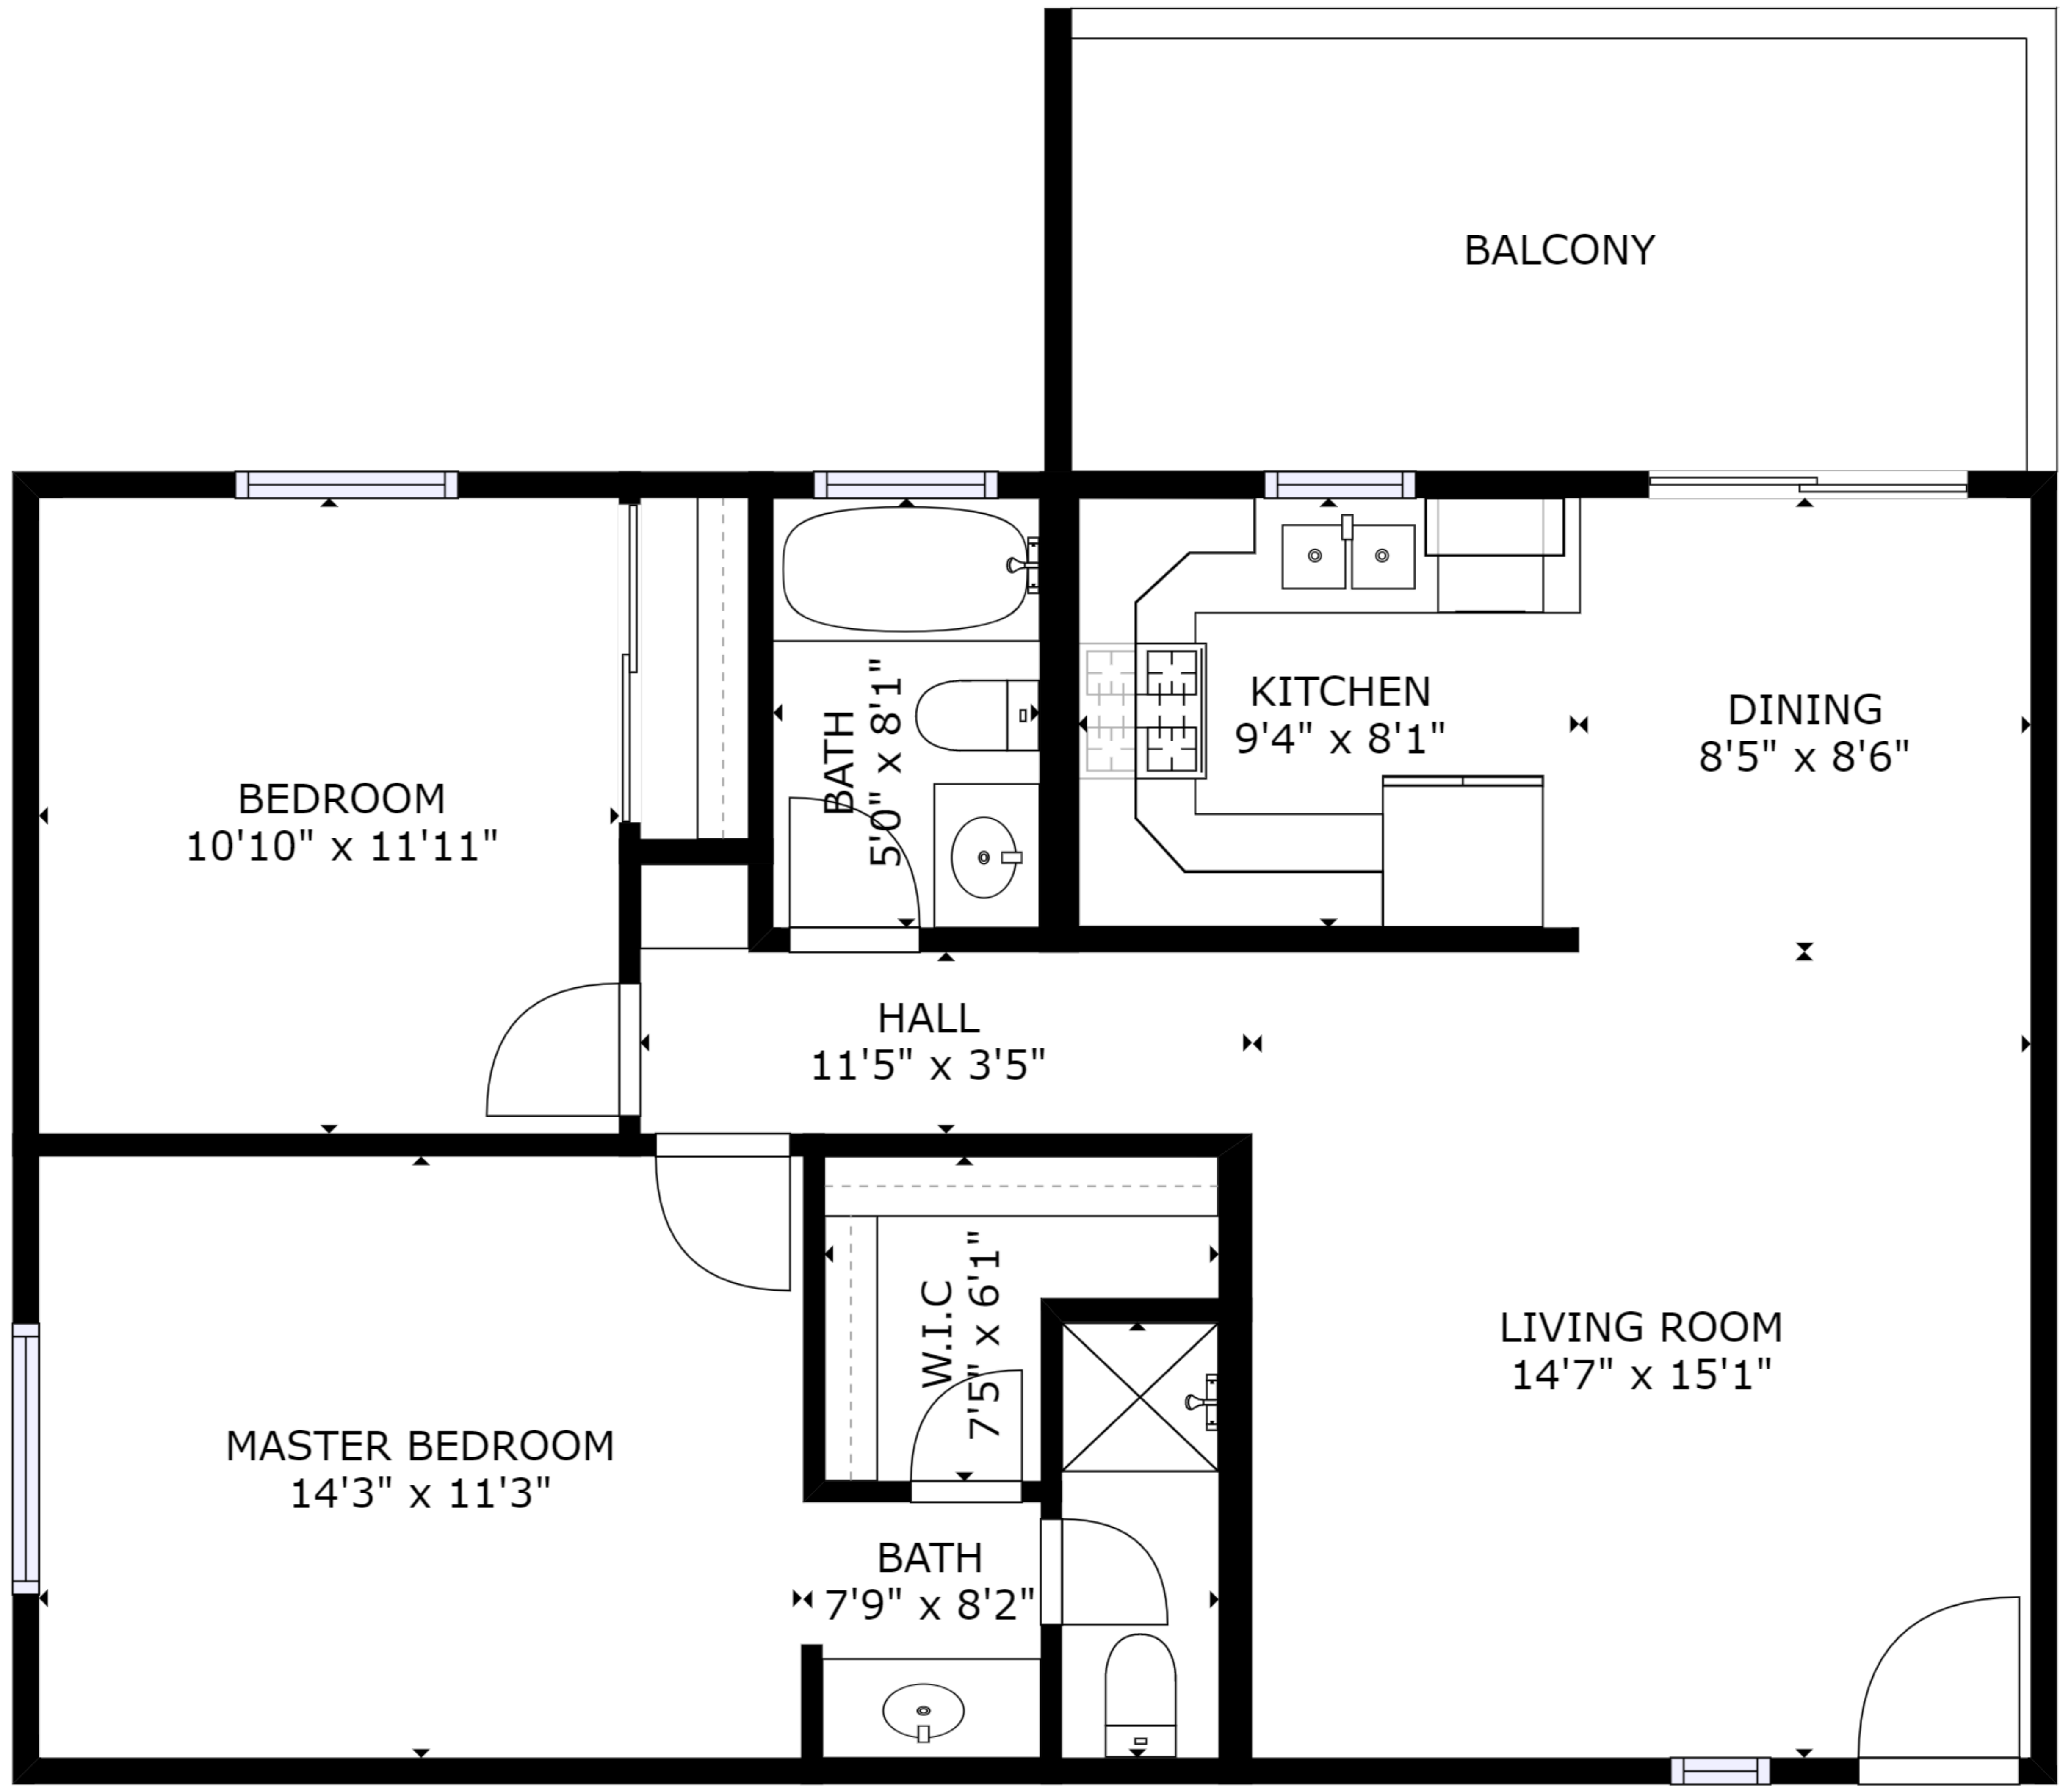 BALCONY
KITCHEN
9'4" x 8'1"
DINING
8'5" x 8'6"
BATH
5'0" x 8'1"
BEDROOM
10'10" x 11'11"
HALL
11'5" x 3'5"
W.I.C
7'5" x 6'1"
LIVING ROOM
14'7" x 15'1"
MASTER BEDROOM
14'3" x 11'3"
BATH
7'9" x 8'2"